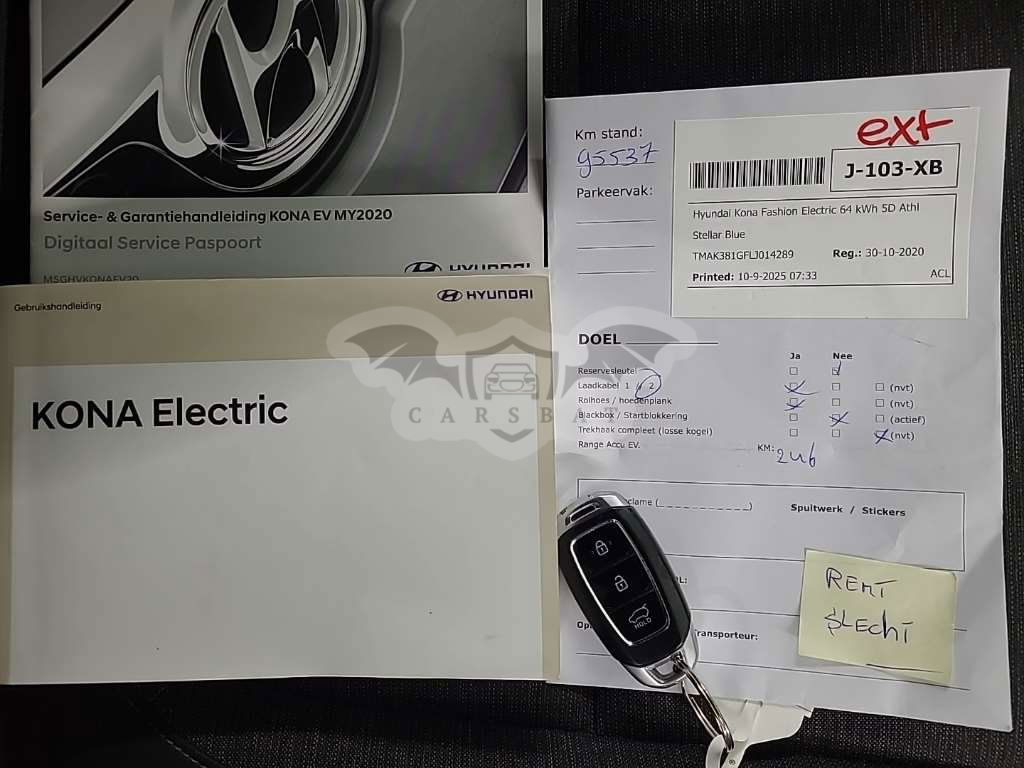 Service- & Garantiehandleiding KONA EV MY2020
Digitaal Service Paspoort
HYUNDAI
Gebruikshandleiding
HYUNDAI
KONA Electric
CARSBAT
Km stand:
95537
Parkeervak:
ext
J-103-XB
Hyundai Kona Fashion Electric 64 kWh 5D Athl
Stellar Blue
TMAK381GFLJ014289 Reg.: 30-10-2020
Printed: 10-9-2025 07:33 ACL
DOEL
Ja Nee
Reservesleutel
Laadkabel 1 / 2 (nvt)
Rolhoes / hoedenplank (nvt)
Blackbox / Startblokkering (actief)
Trekhaak compleet (losse kogel) (nvt)
Range Accu EV. KM: 246
Spuitwerk / Stickers
HOLD
REMT
SLECHT
transporteur: